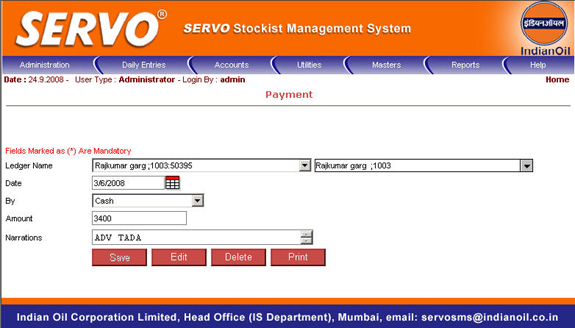 SERVO® SERVO Stockist Management System
इंडियनऑयल
IndianOil
Administration Daily Entries Accounts Utilities Masters Reports Help
Date : 24.9.2008 - User Type : Administrator - Login By : admin Home
Payment
Fields Marked as (*) Are Mandatory
Ledger Name Rajkumar garg ;1003:50395 Rajkumar garg ;1003
Date 3/6/2008
By Cash
Amount 3400
Narrations ADV TADA
Save Edit Delete Print
Indian Oil Corporation Limited, Head Office (IS Department), Mumbai, email: servosms@indianoil.co.in